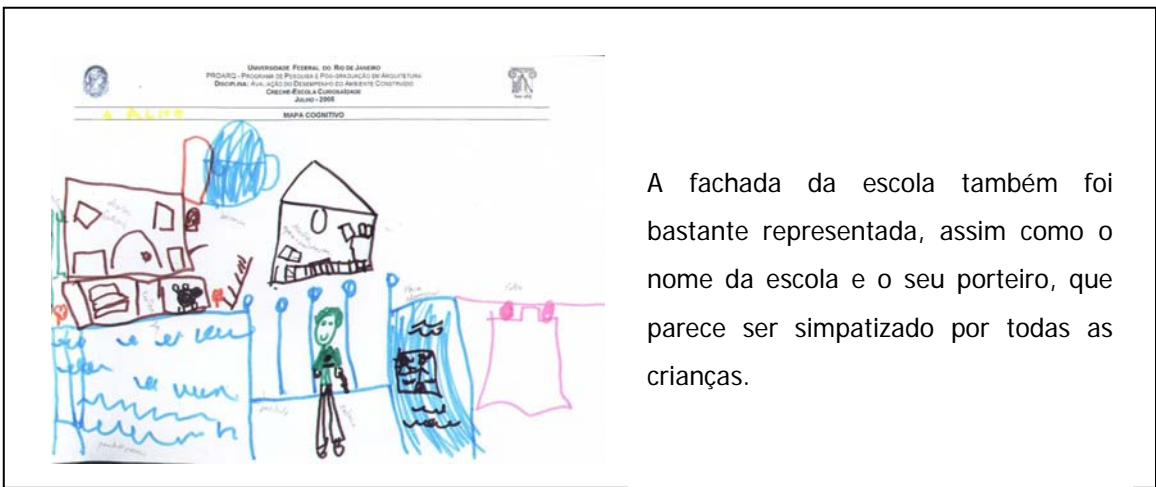 UNIVERSIDADE FEDERAL DO RIO DE JANEIRO
PROARQ - PROGRAMA DE PESQUISA E PÓS-GRADUAÇÃO EM ARQUITETURA
DISCIPLINA: AVALIAÇÃO DO DESEMPENHO DO AMBIENTE CONSTRUÍDO
CRECHE-ESCOLA CURIOSAIDADE
JULHO - 2005
MAPA COGNITIVO
A fachada da escola também foi
bastante representada, assim como o
nome da escola e o seu porteiro, que
parece ser simpatizado por todas as
crianças.